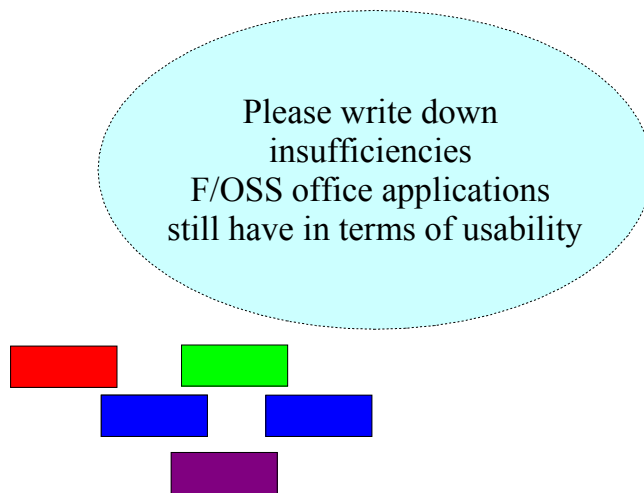 Please write down
insufficiencies
F/OSS office applications
still have in terms of usability